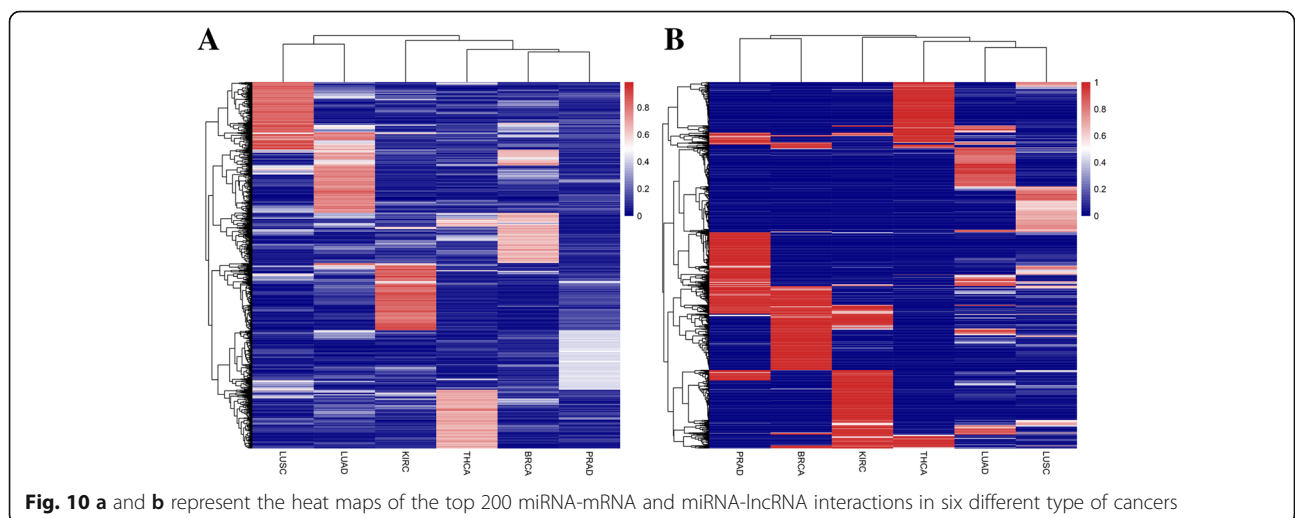 A
B
0.8
0.6
0.4
0.2
0
1
0.8
0.6
0.4
0.2
0
LUSC
LUAD
KIRC
THCA
BRCA
PRAD
PRAD
BRCA
KIRC
THCA
LUAD
LUSC
Fig. 10 a and b represent the heat maps of the top 200 miRNA-mRNA and miRNA-lncRNA interactions in six different type of cancers